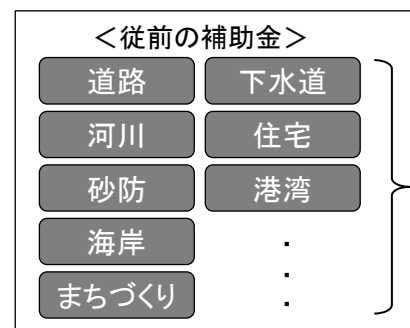 ＜従前の補助金＞
道路
下水道
河川
住宅
砂防
港湾
海岸
まちづくり
・
・
・